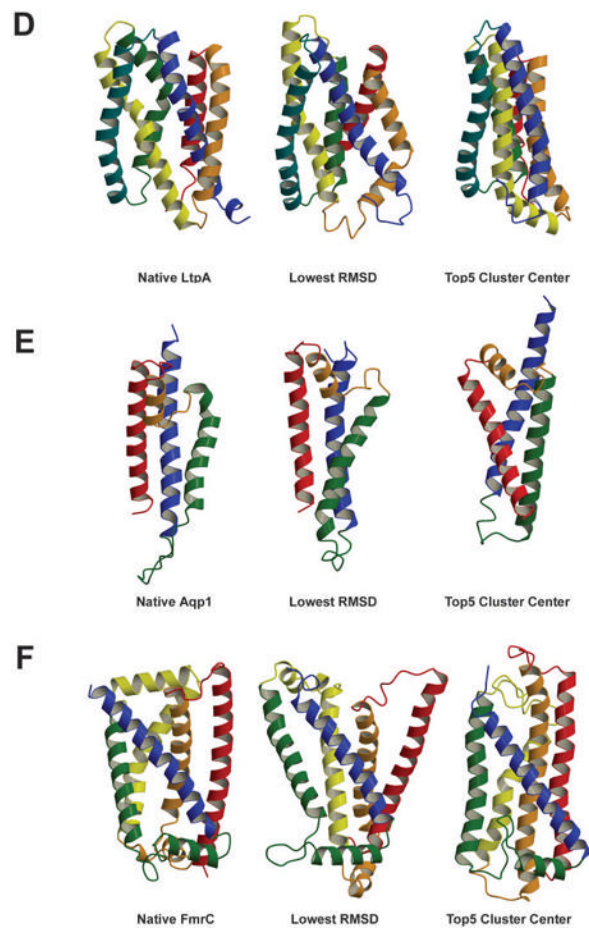 D
Native LtpA Lowest RMSD Top5 Cluster Center
E
Native Aqp1 Lowest RMSD Top5 Cluster Center
F
Native FmrC Lowest RMSD Top5 Cluster Center